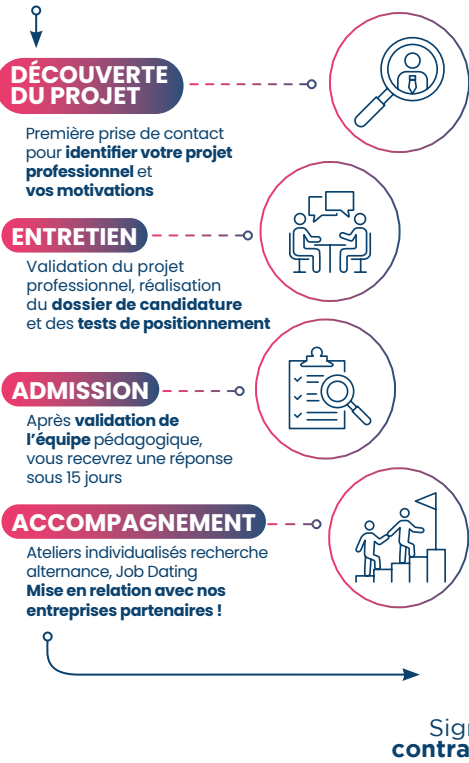 DÉCOUVERTE
DU PROJET
Première prise de contact
pour identifier votre projet
professionnel et
vos motivations
ENTRETIEN
Validation du projet
professionnel, réalisation
du dossier de candidature
et des tests de positionnement
ADMISSION
Après validation de
l'équipe pédagogique,
vous recevrez une réponse
sous 15 jours
ACCOMPAGNEMENT
Ateliers individualisés recherche
alternance, Job Dating
Mise en relation avec nos
entreprises partenaires !
Sign
contra